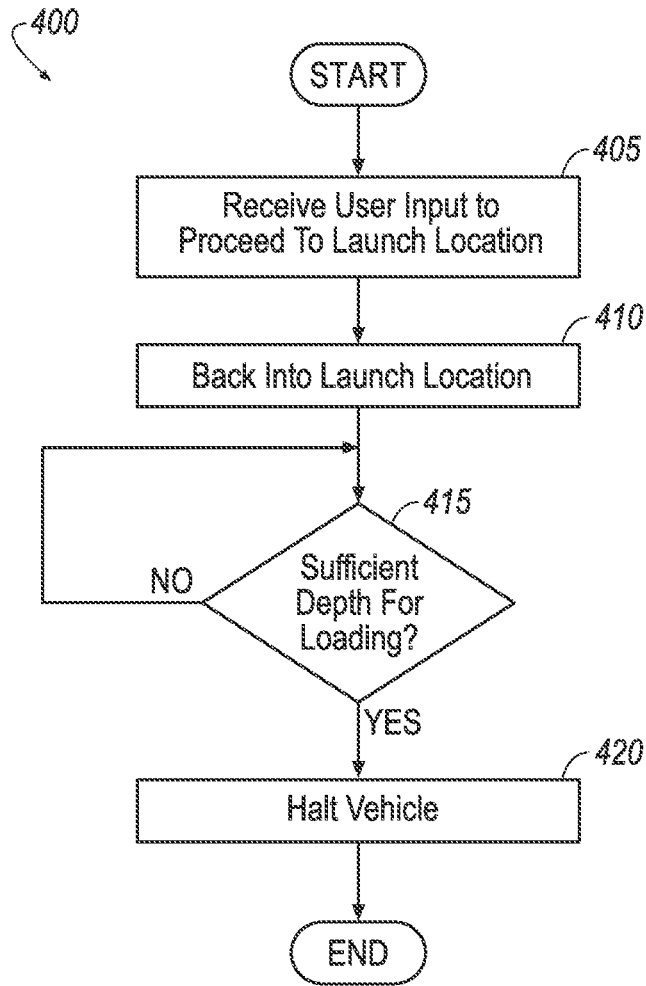 400
START
405
Receive User Input to
Proceed To Launch Location
410
Back Into Launch Location
415
Sufficient
Depth For
Loading?
NO
YES
420
Halt Vehicle
END